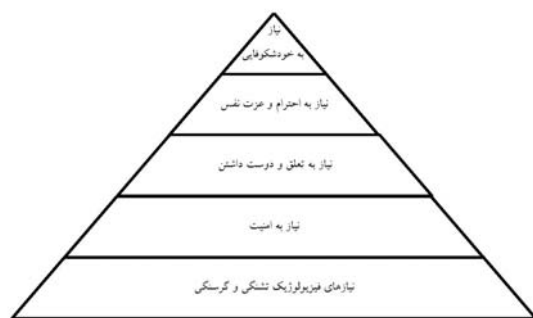 نیاز
به خودشکوفایی
نیاز به احترام و عزت نفس
نیاز به تعلق و دوست داشتن
نیاز به امنیت
نیازهای فیزیولوژیک تشنگی و گرسنگی